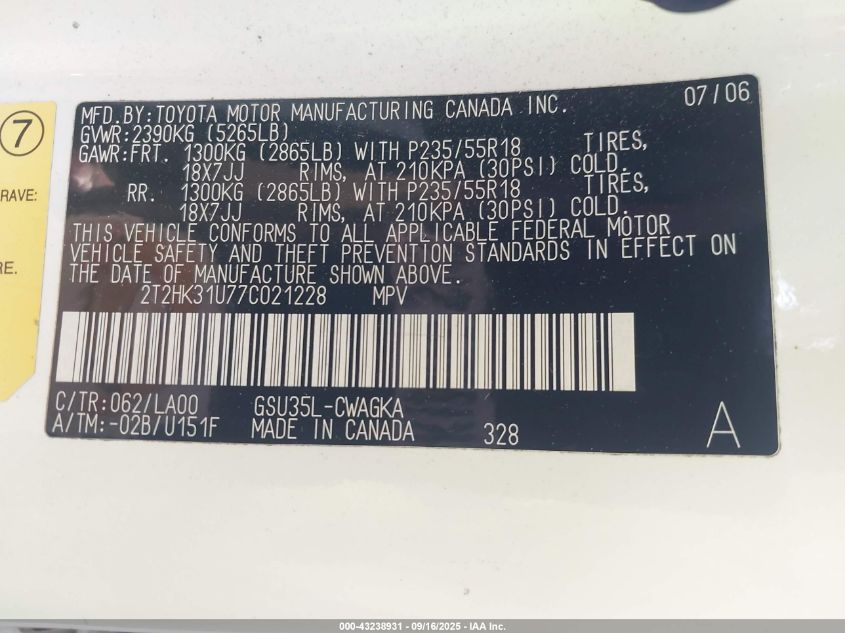 7
RAVE:
RE.
MFD.BY:TOYOTA MOTOR MANUFACTURING CANADA INC. 07/06
GVWR:2390KG (5265LB)
GAWR:FRT. 1300KG (2865LB) WITH P235/55R18 TIRES,
18X7JJ RIMS, AT 210KPA (30PSI) COLD.
RR. 1300KG (2865LB) WITH P235/55R18 TIRES,
18X7JJ RIMS, AT 210KPA (30PSI) COLD.
THIS VEHICLE CONFORMS TO ALL APPLICABLE FEDERAL MOTOR
VEHICLE SAFETY AND THEFT PREVENTION STANDARDS IN EFFECT ON
THE DATE OF MANUFACTURE SHOWN ABOVE.
2T2HK31U77C021228 MPV
C/TR:062/LA00 GSU35L-CWAGKA
A/TM:-02B/U151F MADE IN CANADA 328 A
000-43238931 - 09/16/2025 - IAA Inc.